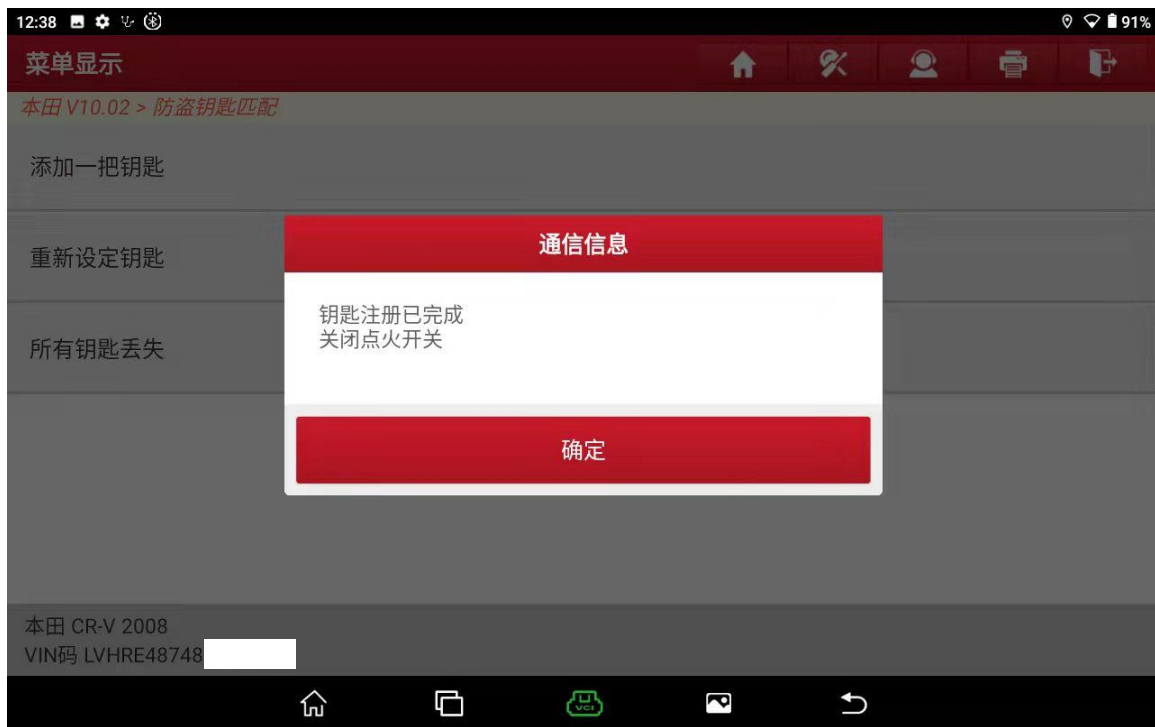 12:38
91%
菜单显示
本田 V10.02 > 防盗钥匙匹配
添加一把钥匙
重新设定钥匙
所有钥匙丢失
通信信息
钥匙注册已完成
关闭点火开关
确定
本田 CR-V 2008
VIN码 LVHRE48748
VCI